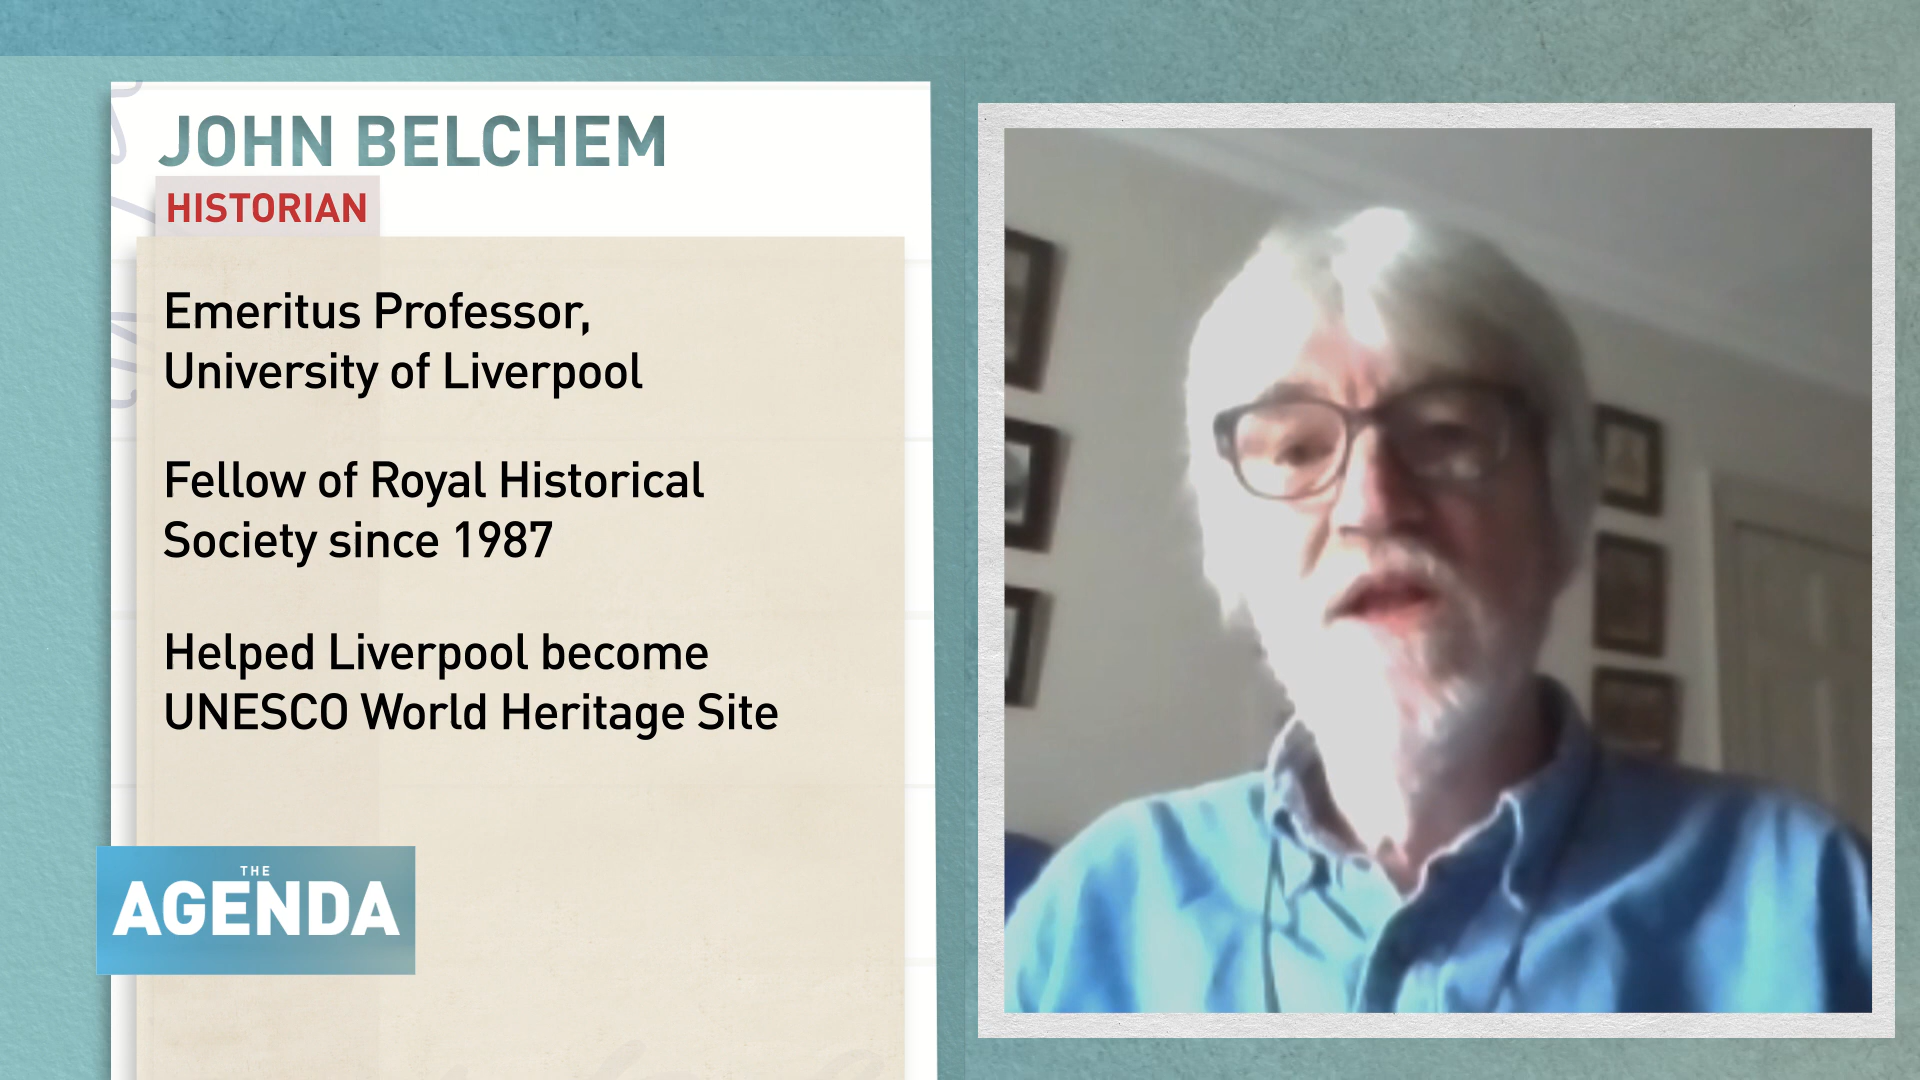 JOHN BELCHEM
HISTORIAN
Emeritus Professor,
University of Liverpool
Fellow of Royal Historical
Society since 1987
Helped Liverpool become
UNESCO World Heritage Site
THE
AGENDA